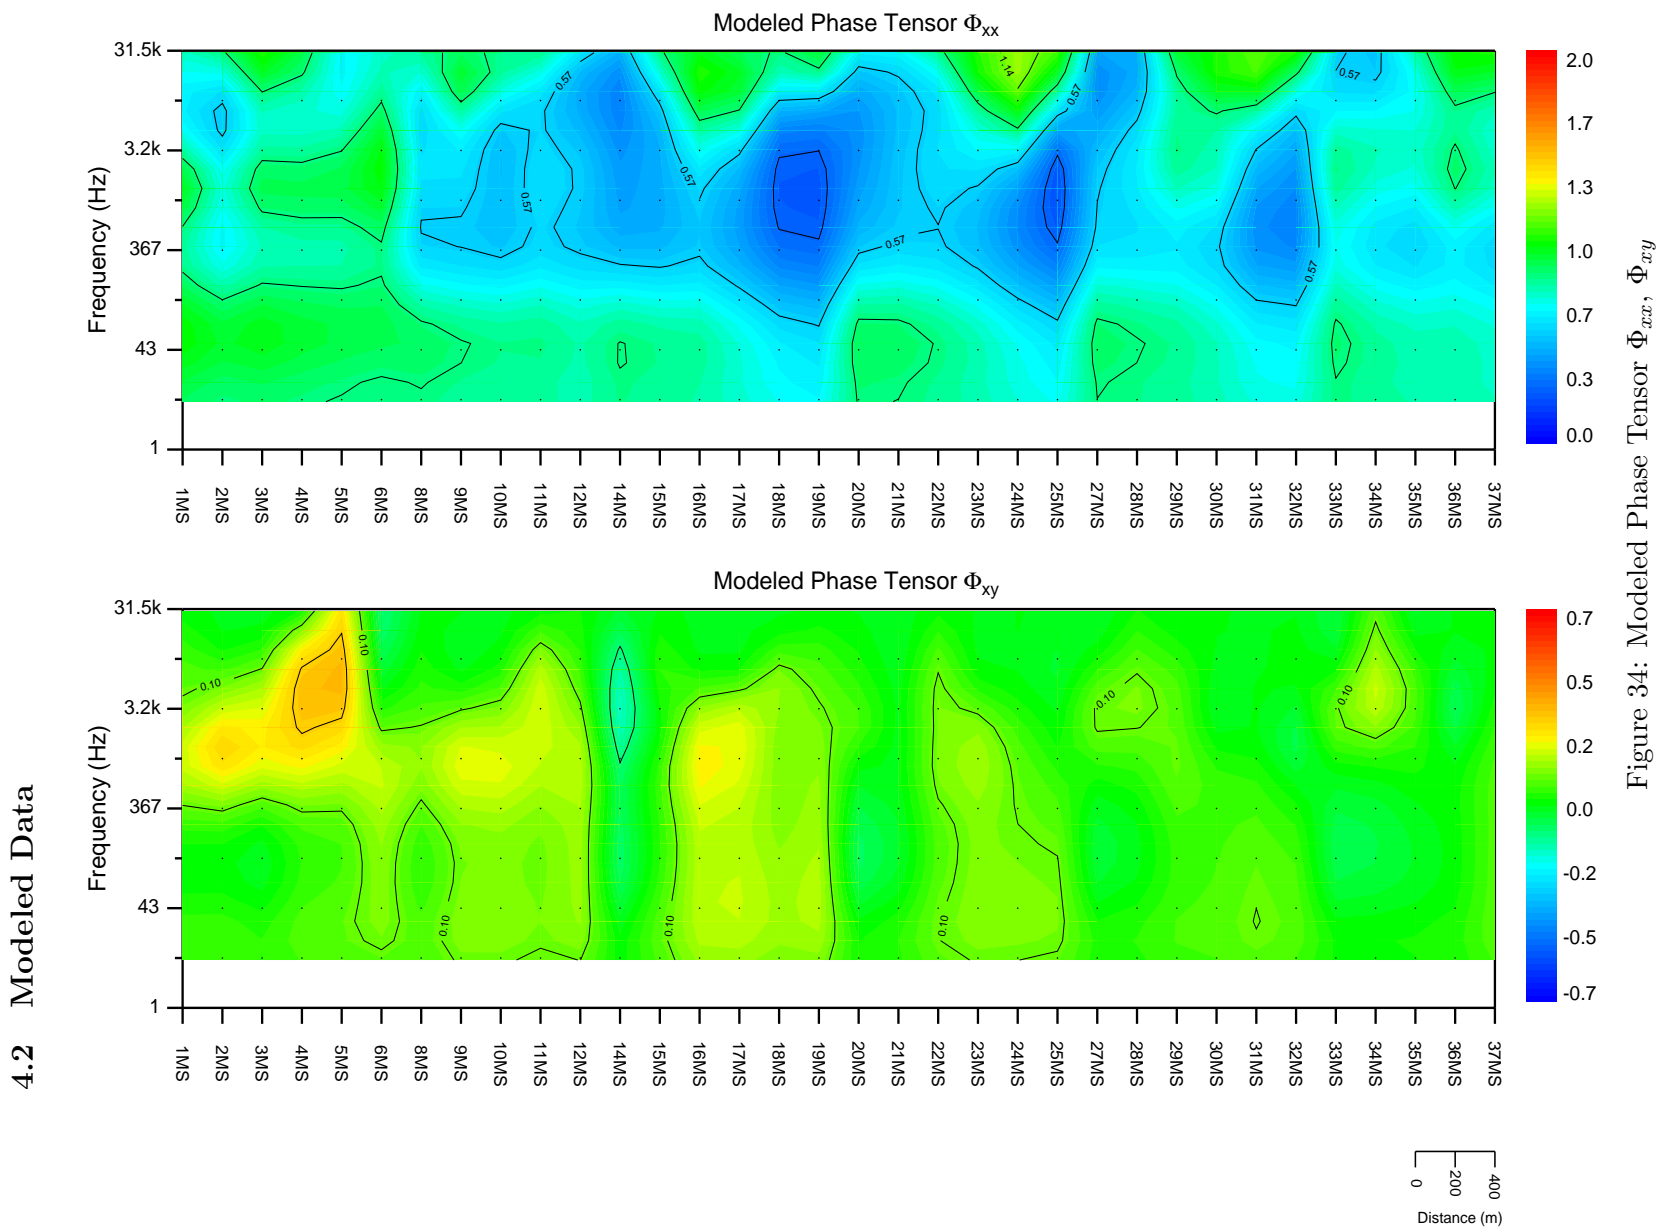 4.2 Modeled Data
Modeled Phase Tensor Φxx
Frequency (Hz)
31.5k
3.2k
367
43
1
0.57
0.57
0.57
0.57
1.14
0.57
0.57
0.57
1MS 2MS 3MS 4MS 5MS 6MS 8MS 9MS 10MS 11MS 12MS 14MS 15MS 16MS 17MS 18MS 19MS 20MS 21MS 22MS 23MS 24MS 25MS 27MS 28MS 29MS 30MS 31MS 32MS 33MS 34MS 35MS 36MS 37MS
2.0
1.7
1.3
1.0
0.7
0.3
0.0
Modeled Phase Tensor Φxy
Frequency (Hz)
31.5k
3.2k
367
43
1
0.10
0.10
0.10
0.10
0.10
0.10
0.10
1MS 2MS 3MS 4MS 5MS 6MS 8MS 9MS 10MS 11MS 12MS 14MS 15MS 16MS 17MS 18MS 19MS 20MS 21MS 22MS 23MS 24MS 25MS 27MS 28MS 29MS 30MS 31MS 32MS 33MS 34MS 35MS 36MS 37MS
0.7
0.5
0.2
0.0
-0.2
-0.5
-0.7
0 200 400
Distance (m)
Figure 34: Modeled Phase Tensor Φxx, Φxy